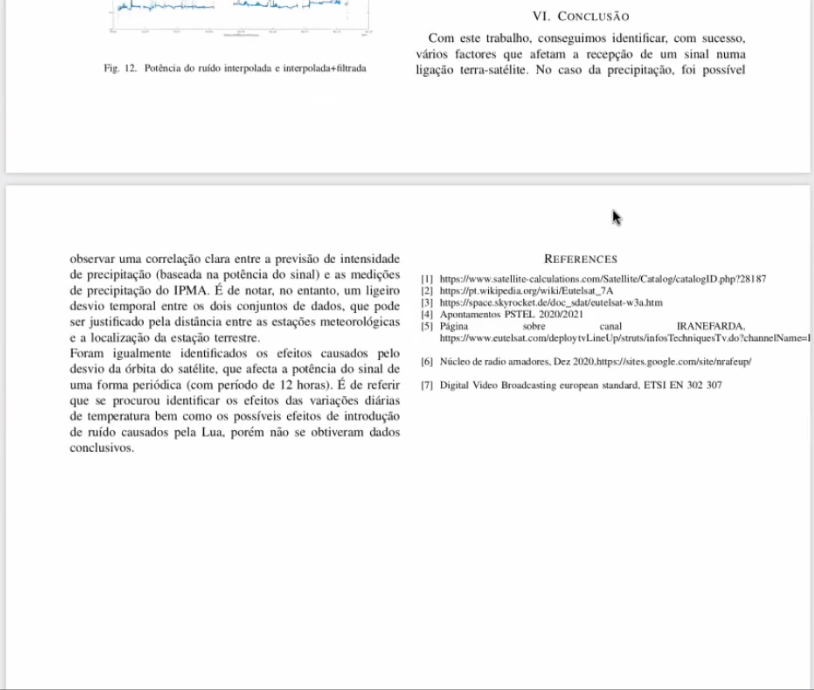 Fig. 12. Potência do ruído interpolada e interpolada+filtrada
VI. CONCLUSÃO
Com este trabalho, conseguimos identificar, com sucesso,
vários factores que afetam a recepção de um sinal numa
ligação terra-satélite. No caso da precipitação, foi possível
observar uma correlação clara entre a previsão de intensidade
de precipitação (baseada na potência do sinal) e as medições
de precipitação do IPMA. É de notar, no entanto, um ligeiro
desvio temporal entre os dois conjuntos de dados, que pode
ser justificado pela distância entre as estações meteorológicas
e a localização da estação terrestre.
Foram igualmente identificados os efeitos causados pelo
desvio da órbita do satélite, que afecta a potência do sinal de
uma forma periódica (com período de 12 horas). É de referir
que se procurou identificar os efeitos das variações diárias
de temperatura bem como os possíveis efeitos de introdução
de ruído causados pela Lua, porém não se obtiveram dados
conclusivos.
REFERENCES
[1] https://www.satellite-calculations.com/Satellite/Catalog/catalogID.php?28187
[2] https://pt.wikipedia.org/wiki/Eutelsat_7A
[3] https://space.skyrocket.de/doc_sdat/eutelsat-w3a.htm
[4] Apontamentos PSTEL 2020/2021
[5] Página sobre canal IRANEFARDA,
https://www.eutelsat.com/deploytvLineUp/struts/infosTechniquesTv.do?channelName=I
[6] Núcleo de radio amadores, Dez 2020,https://sites.google.com/site/nrafeup/
[7] Digital Video Broadcasting european standard, ETSI EN 302 307